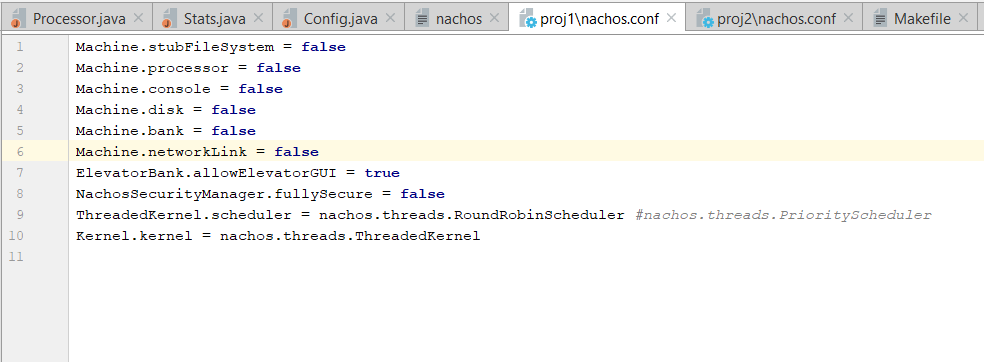 Processor.java Stats.java Config.java nachos proj1\nachos.conf proj2\nachos.conf Makefile
1 Machine.stubFileSystem = false
2 Machine.processor = false
3 Machine.console = false
4 Machine.disk = false
5 Machine.bank = false
6 Machine.networkLink = false
7 ElevatorBank.allowElevatorGUI = true
8 NachosSecurityManager.fullySecure = false
9 ThreadedKernel.scheduler = nachos.threads.RoundRobinScheduler #nachos.threads.PriorityScheduler
10 Kernel.kernel = nachos.threads.ThreadedKernel
11